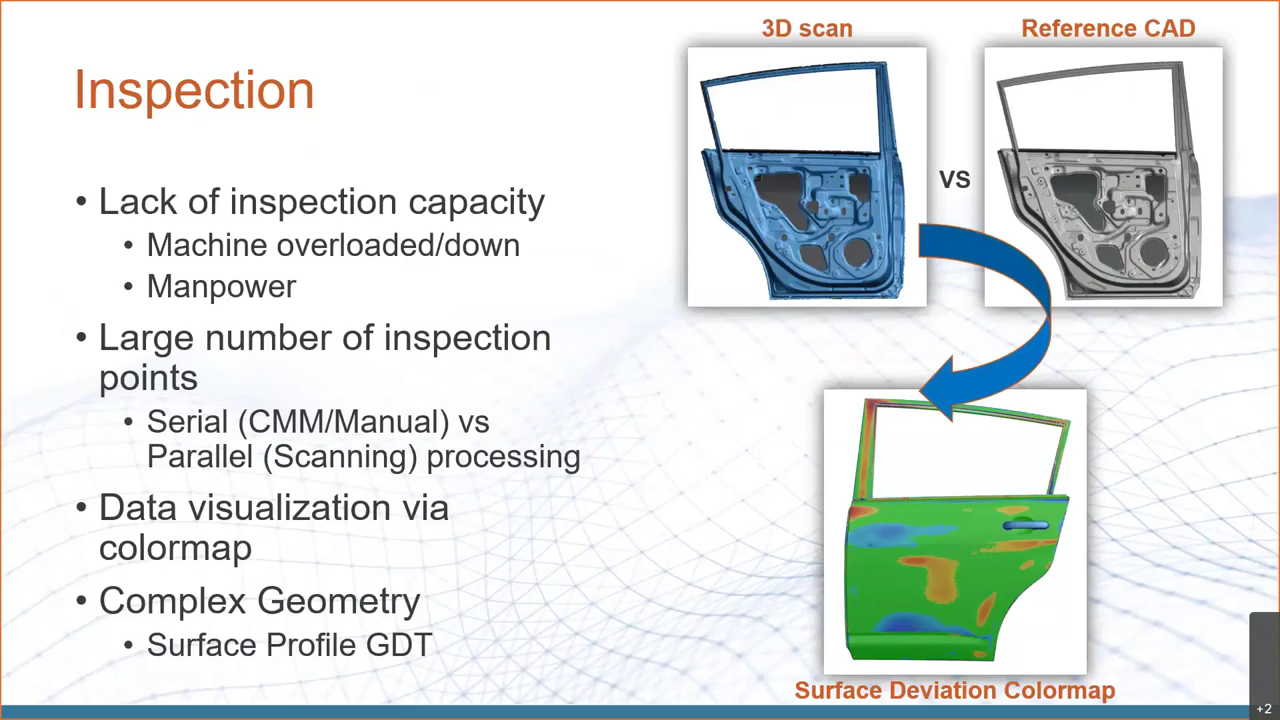 Inspection
• Lack of inspection capacity
• Machine overloaded/down
• Manpower
• Large number of inspection
points
• Serial (CMM/Manual) vs
Parallel (Scanning) processing
• Data visualization via
colormap
• Complex Geometry
• Surface Profile GDT
3D scan
vs
Reference CAD
Surface Deviation Colormap
+2